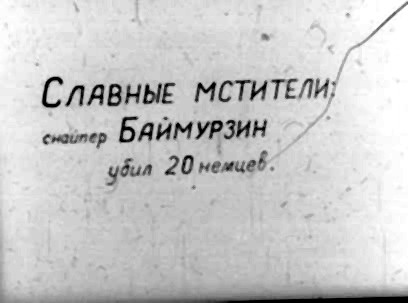 Славные мстители:
снайпер Баймурзин
убил 20 немцев.